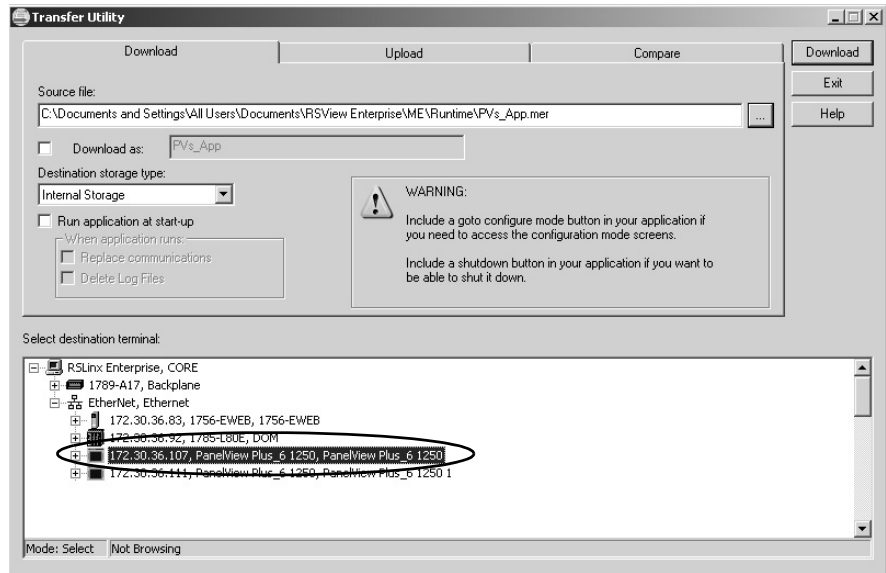 Transfer Utility
Download
Upload
Compare
Download
Exit
Help
Source file:
C:\Documents and Settings\All Users\Documents\RSView Enterprise\ME\Runtime\PVs_App.mer
...
Download as:
PVs_App
Destination storage type:
Internal Storage
Run application at start-up
When application runs:
Replace communications
Delete Log Files
WARNING:
Include a goto configure mode button in your application if
you need to access the configuration mode screens.
Include a shutdown button in your application if you want to
be able to shut it down.
Select destination terminal:
RSLinx Enterprise, CORE
1789-A17, Backplane
EtherNet, Ethernet
172.30.36.83, 1756-EWEB, 1756-EWEB
172.30.36.92, 1785-L80E, DOM
172.30.36.107, PanelView Plus_6 1250, PanelView Plus_6 1250
172.30.36.111, PanelView Plus_6 1250, PanelView Plus_6 1250 1
Mode: Select
Not Browsing